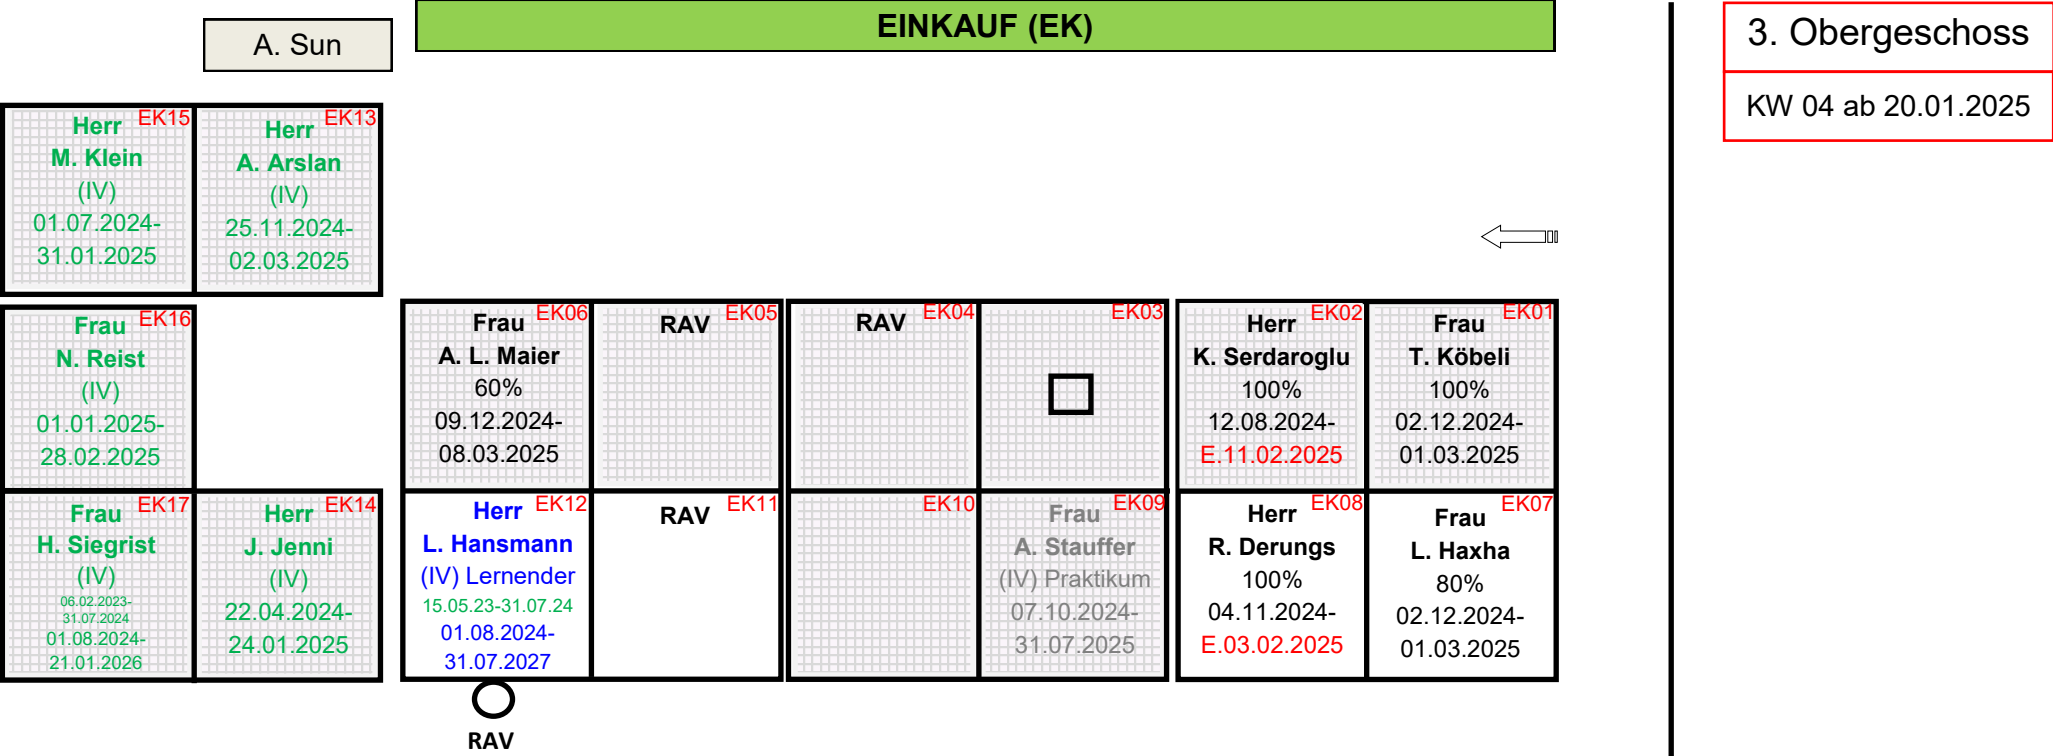 EINKAUF (EK)
A. Sun
3. Obergeschoss
KW 04 ab 20.01.2025
EK15
Herr
M. Klein
(IV)
01.07.2024-
31.01.2025
EK13
Herr
A. Arslan
(IV)
25.11.2024-
02.03.2025
EK16
Frau
N. Reist
(IV)
01.01.2025-
28.02.2025
EK06
Frau
A. L. Maier
60%
09.12.2024-
08.03.2025
EK05
RAV
EK04
RAV
EK03
EK02
Herr
K. Serdaroglu
100%
12.08.2024-
E.11.02.2025
EK01
Frau
T. Köbeli
100%
02.12.2024-
01.03.2025
EK17
Frau
H. Siegrist
(IV)
06.02.2023-
31.07.2024
01.08.2024-
21.01.2026
EK14
Herr
J. Jenni
(IV)
22.04.2024-
24.01.2025
EK12
Herr
L. Hansmann
(IV) Lernender
15.05.23-31.07.24
01.08.2024-
31.07.2027
EK11
RAV
EK10
EK09
Frau
A. Stauffer
(IV) Praktikum
07.10.2024-
31.07.2025
EK08
Herr
R. Derungs
100%
04.11.2024-
E.03.02.2025
EK07
Frau
L. Haxha
80%
02.12.2024-
01.03.2025
RAV